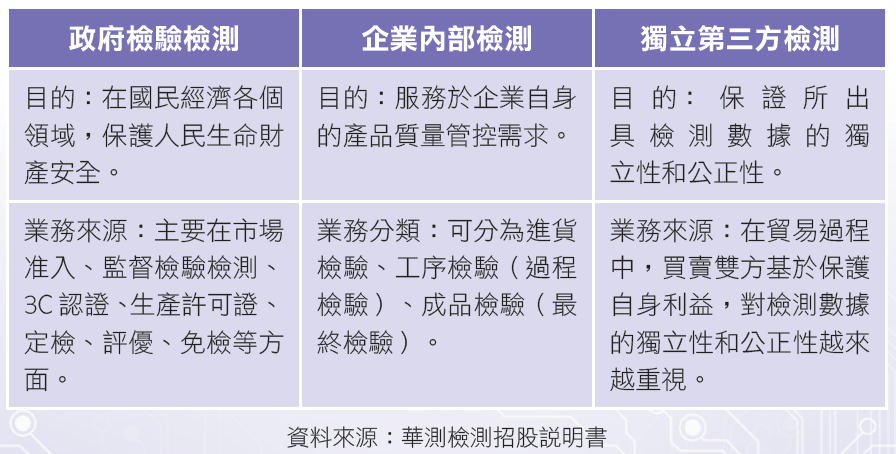 政府檢驗檢測
企業內部檢測
獨立第三方檢測
目的：在國民經濟各個
領域，保護人民生命財
產安全。
目的：服務於企業自身
的產品質量管控需求。
目的：保證所出
具檢測數據的獨
立性和公正性。
業務來源：主要在市場
准入、監督檢驗檢測、
3C 認證、生產許可證、
定檢、評優、免檢等方
面。
業務分類：可分為進貨
檢驗、工序檢驗（過程
檢驗）、成品檢驗（最
終檢驗）。
業務來源：在貿易過程
中，買賣雙方基於保護
自身利益，對檢測數據
的獨立性和公正性越來
越重視。
資料來源：華測檢測招股說明書